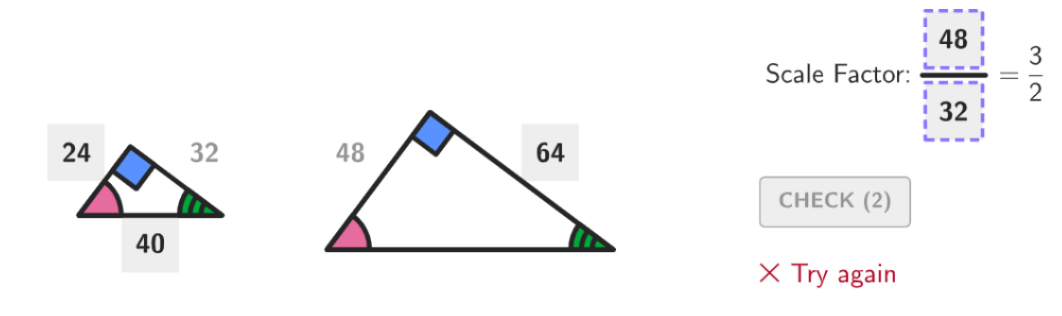 24
32
40
48
64
Scale Factor: 48/32 = 3/2
CHECK (2)
× Try again